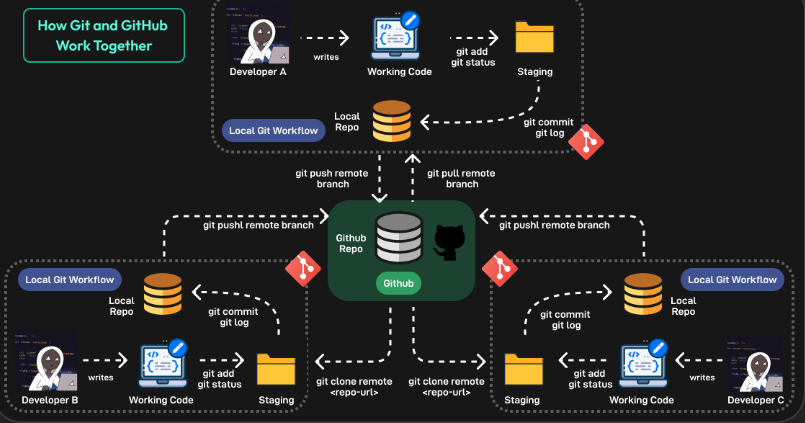 How Git and GitHub
Work Together
Developer A
writes
Working Code
git add
git status
Staging
git commit
git log
Local
Repo
Local Git Workflow
git push remote
branch
git pull remote
branch
git pushl remote branch
git pushl remote branch
Github
Repo
Github
Local Git Workflow
Local
Repo
git commit
git log
Developer B
writes
Working Code
git add
git status
Staging
git clone remote
<repo-url>
git clone remote
<repo-url>
Local Git Workflow
Local
Repo
git commit
git log
Staging
git add
git status
Working Code
writes
Developer C